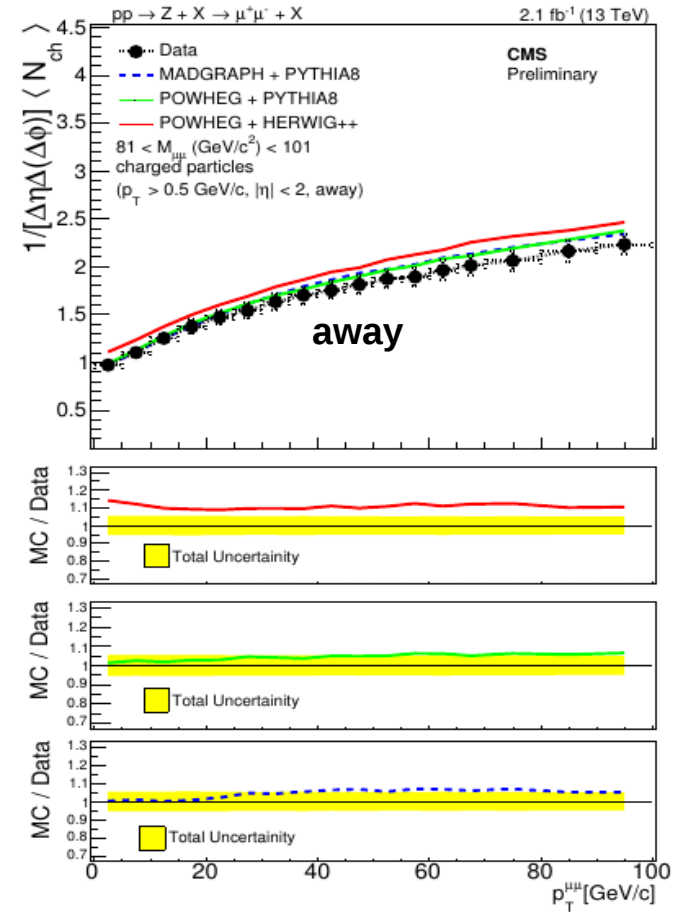 pp → Z + X → μ⁺μ⁻ + X 2.1 fb⁻¹ (13 TeV)
1/[ΔηΔ(Δϕ)] ⟨ N_ch ⟩
4.5
4
3.5
3
2.5
2
1.5
1
0.5
Data
MADGRAPH + PYTHIA8
POWHEG + PYTHIA8
POWHEG + HERWIG++
81 < M_μμ (GeV/c²) < 101
charged particles
(p_T > 0.5 GeV/c, |η| < 2, away)
CMS
Preliminary
away
MC / Data
1.3
1.2
1.1
1
0.9
0.8
0.7
Total Uncertainity
MC / Data
1.3
1.2
1.1
1
0.9
0.8
0.7
Total Uncertainity
MC / Data
1.3
1.2
1.1
1
0.9
0.8
0.7
Total Uncertainity
0 20 40 60 80 100
p_T^μμ[GeV/c]